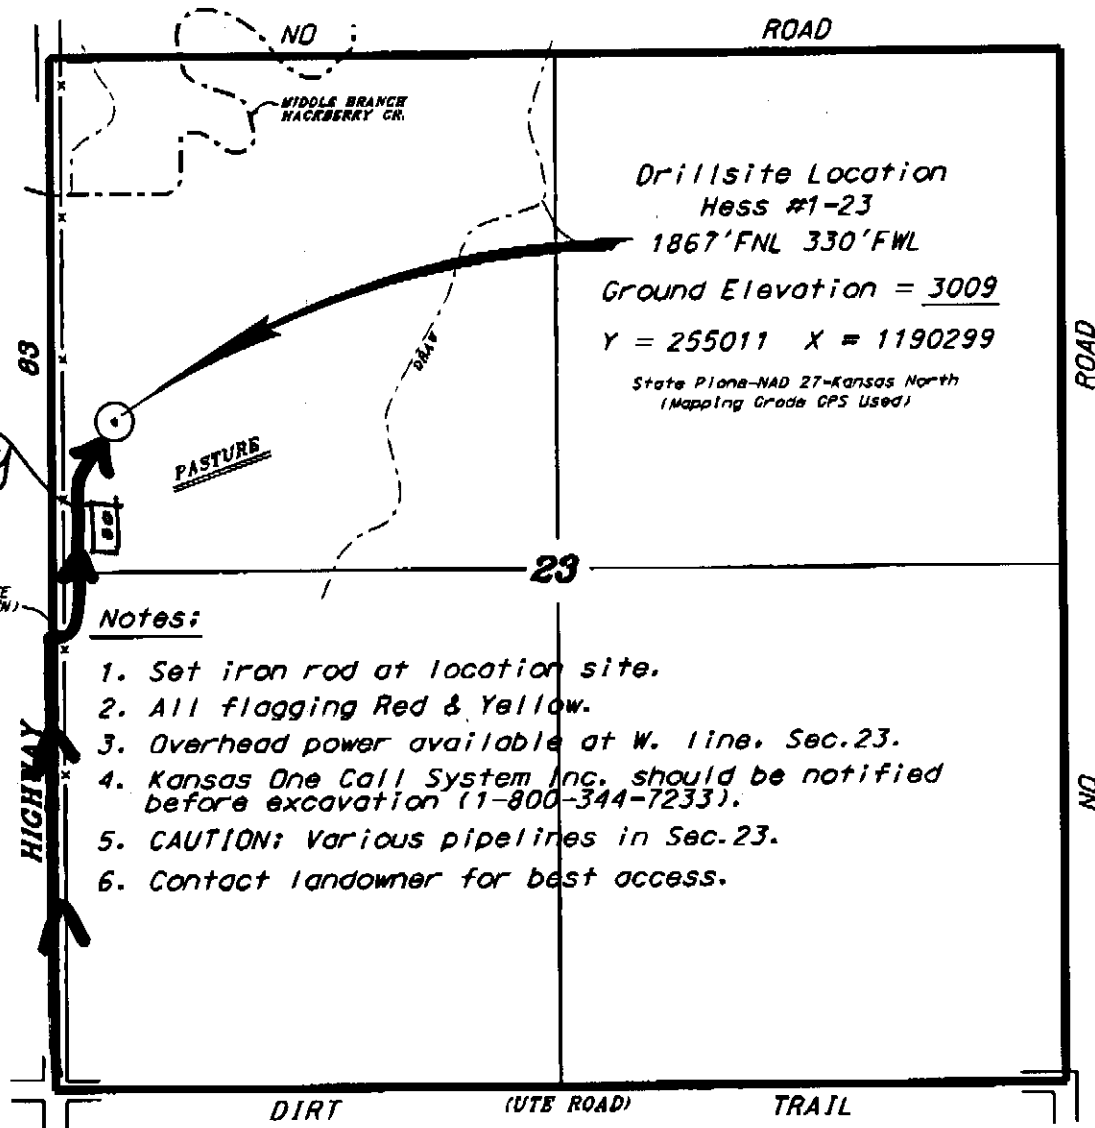 NO ROAD
MIDDLE BRANCH
HACKBERRY CR.
Drillsite Location
Hess #1-23
1867'FNL 330'FWL
Ground Elevation = 3009
Y = 255011 X = 1190299
State Plane-NAD 27-Kansas North
(Mapping Grade GPS Used)
DRAW
PASTURE
23
Notes:
1. Set iron rod at location site.
2. All flagging Red & Yellow.
3. Overhead power available at W. line. Sec.23.
4. Kansas One Call System Inc. should be notified
before excavation (1-800-344-7233).
5. CAUTION: Various pipelines in Sec.23.
6. Contact landowner for best access.
HIGHWAY 83
NO ROAD
DIRT (UTE ROAD) TRAIL